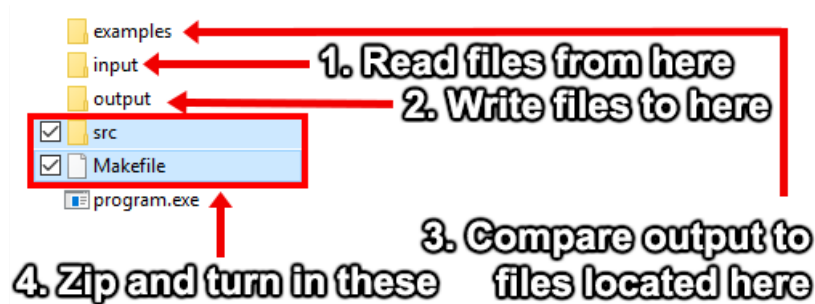 examples
input
1. Read files from here
output
2. Write files to here
src
Makefile
program.exe
3. Compare output to
files located here
4. Zip and turn in these